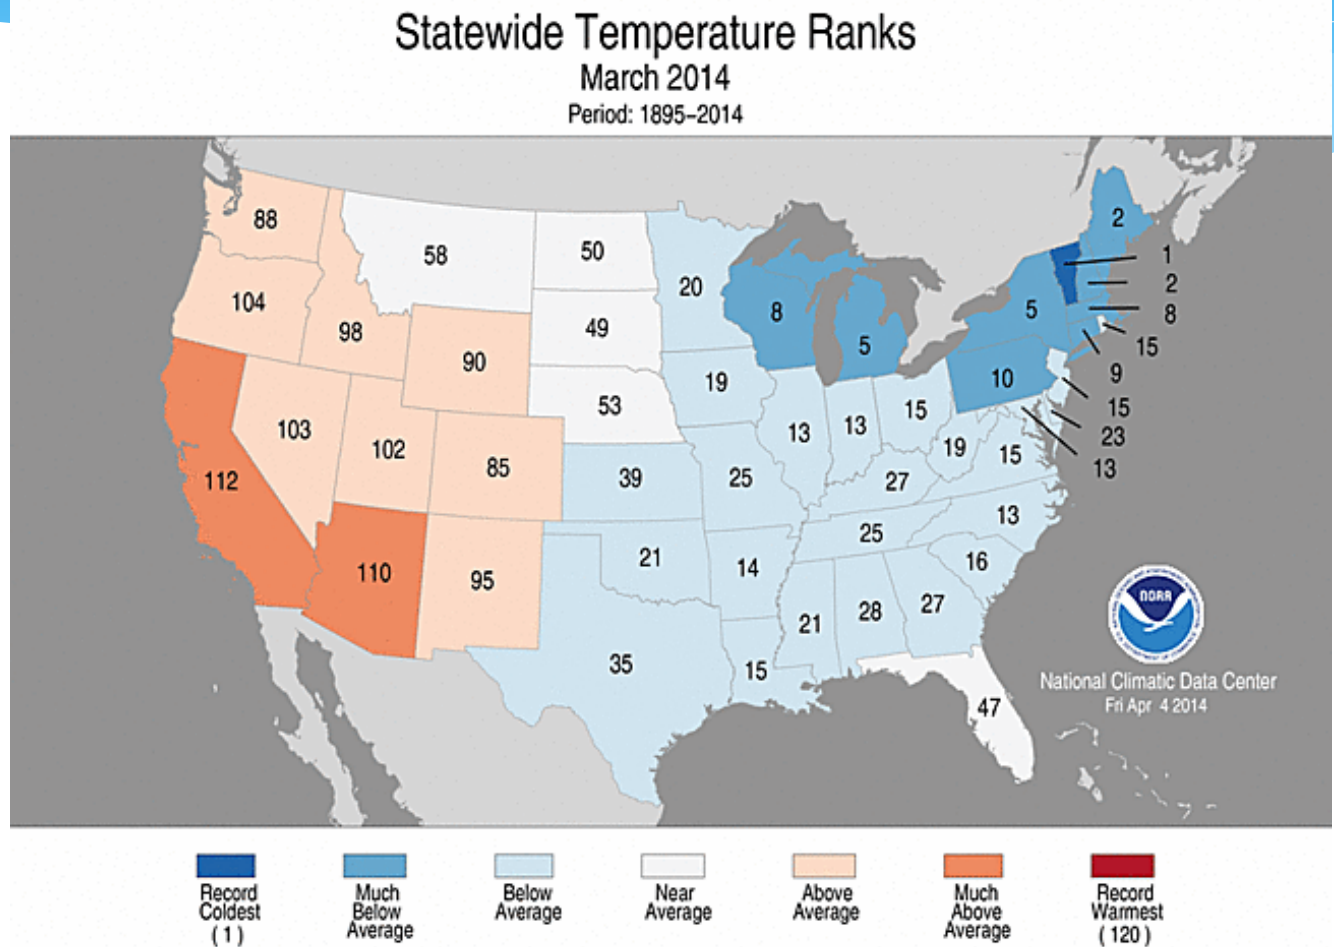 Statewide Temperature Ranks
March 2014
Period: 1895–2014
88
58
50
20
2
1
2
8
15
9
15
23
13
104
98
90
49
8
5
5
10
19
53
103
102
85
39
25
13
13
15
19
15
27
112
110
95
21
14
25
13
16
35
15
21
28
27
47
NOAA
National Climatic Data Center
Fri Apr 4 2014
Record
Coldest
( 1 )
Much
Below
Average
Below
Average
Near
Average
Above
Average
Much
Above
Average
Record
Warmest
( 120 )